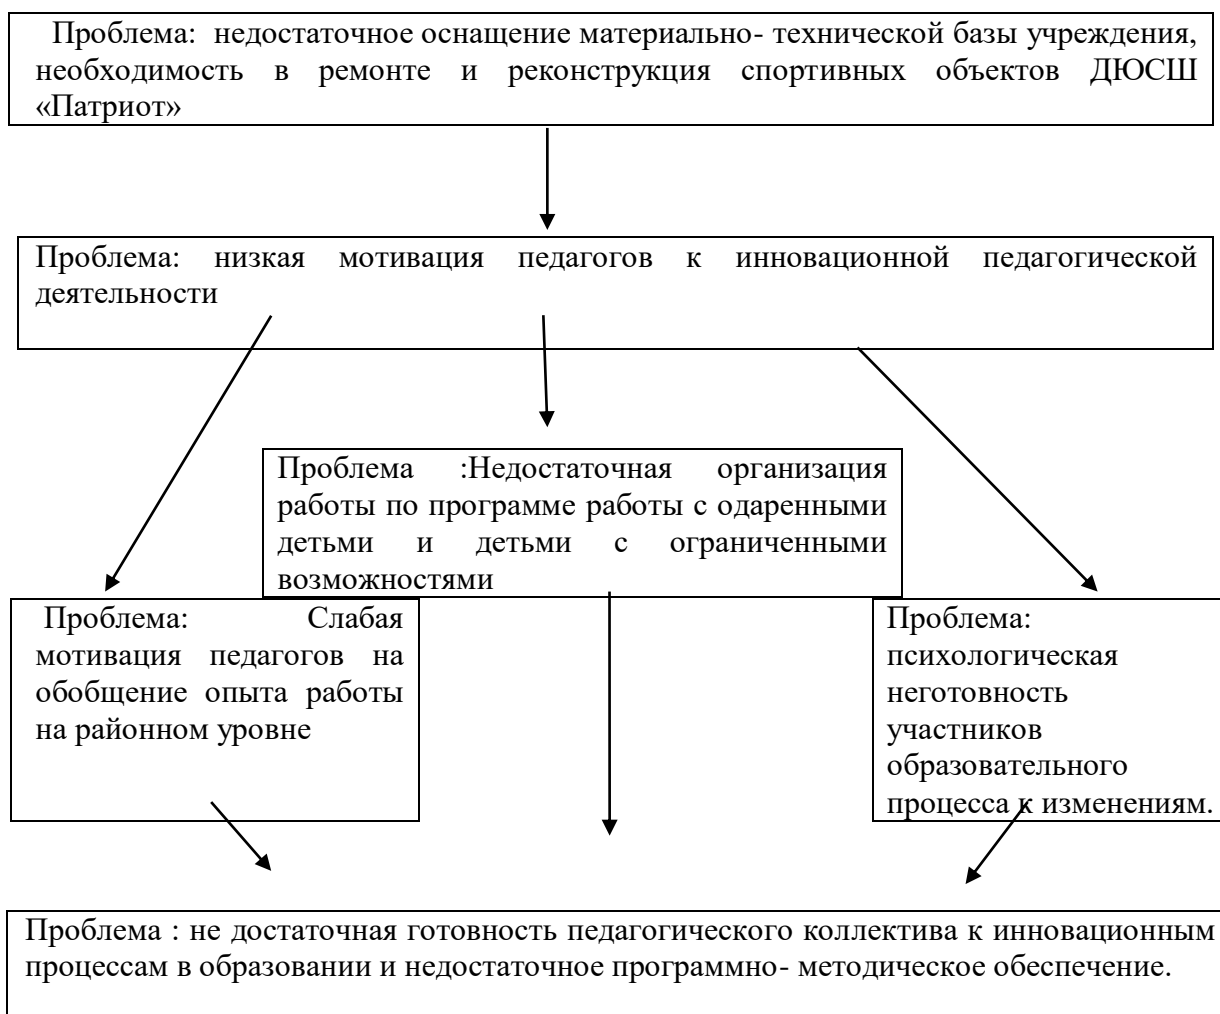 Проблема: недостаточное оснащение материально- технической базы учреждения,
необходимость в ремонте и реконструкция спортивных объектов ДЮСШ
«Патриот»
Проблема: низкая мотивация педагогов к инновационной педагогической
деятельности
Проблема :Недостаточная организация
работы по программе работы с одаренными
детьми и детьми с ограниченными
возможностями
Проблема: Слабая
мотивация педагогов на
обобщение опыта работы
на районном уровне
Проблема:
психологическая
неготовность
участников
образовательного
процесса к изменениям.
Проблема : не достаточная готовность педагогического коллектива к инновационным
процессам в образовании и недостаточное программно- методическое обеспечение.